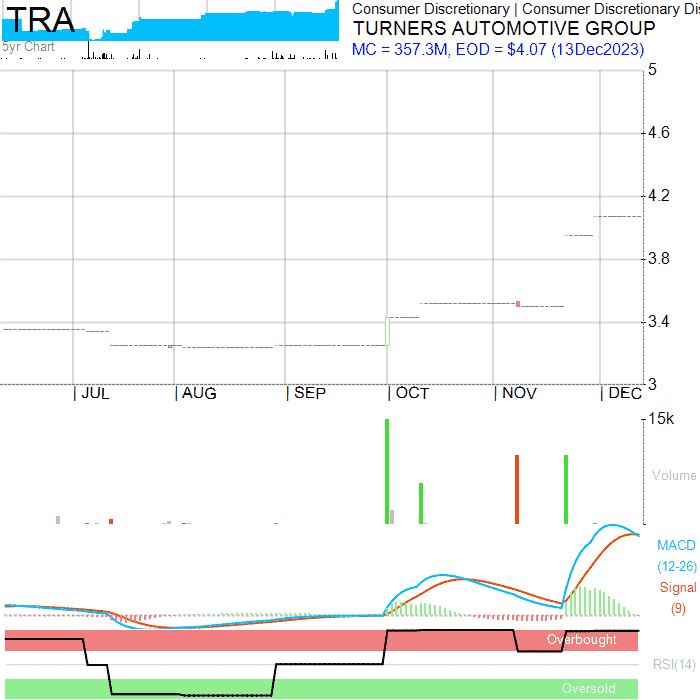 TRA
5yr Chart
Consumer Discretionary | Consumer Discretionary Dis
TURNERS AUTOMOTIVE GROUP
MC = 357.3M, EOD = $4.07 (13Dec2023)
5
4.6
4.2
3.8
3.4
3
JUL
AUG
SEP
OCT
NOV
DEC
15k
Volume
MACD
(12-26)
Signal
(9)
Overbought
RSI(14)
Oversold